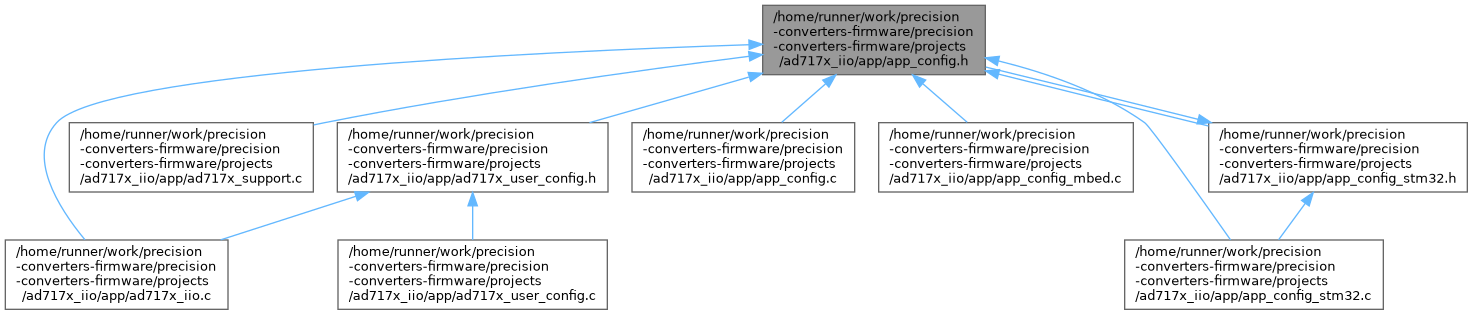 /home/runner/work/precision
-converters-firmware/precision
-converters-firmware/projects
/ad717x_iio/app/app_config.h
/home/runner/work/precision
-converters-firmware/precision
-converters-firmware/projects
/ad717x_iio/app/ad717x_support.c
/home/runner/work/precision
-converters-firmware/precision
-converters-firmware/projects
/ad717x_iio/app/ad717x_user_config.h
/home/runner/work/precision
-converters-firmware/precision
-converters-firmware/projects
/ad717x_iio/app/app_config.c
/home/runner/work/precision
-converters-firmware/precision
-converters-firmware/projects
/ad717x_iio/app/app_config_mbed.c
/home/runner/work/precision
-converters-firmware/precision
-converters-firmware/projects
/ad717x_iio/app/app_config_stm32.h
/home/runner/work/precision
-converters-firmware/precision
-converters-firmware/projects
/ad717x_iio/app/ad717x_iio.c
/home/runner/work/precision
-converters-firmware/precision
-converters-firmware/projects
/ad717x_iio/app/ad717x_user_config.c
/home/runner/work/precision
-converters-firmware/precision
-converters-firmware/projects
/ad717x_iio/app/app_config_stm32.c